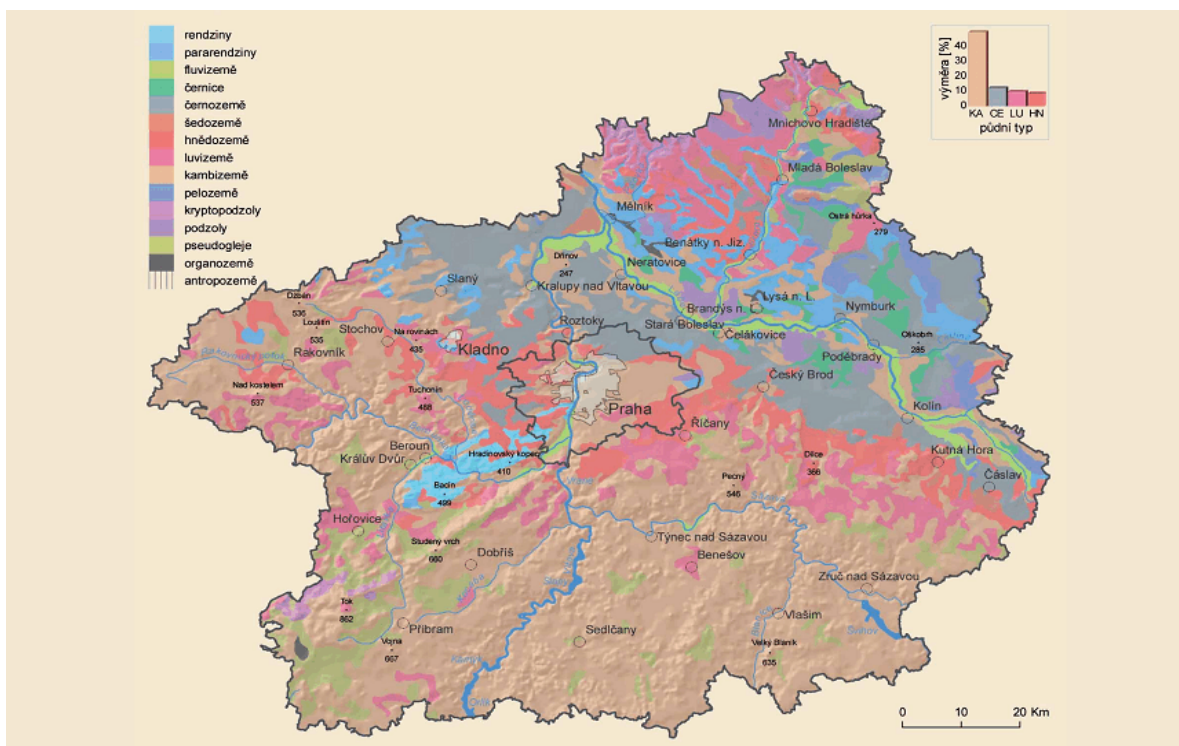 rendziny
pararendziny
fluvizemě
černice
černozemě
šedozemě
hnědozemě
luvizemě
kambizemě
pelozemě
kryptopodzoly
podzoly
pseudogleje
organozemě
antropozemě
výměra [%]
40
30
20
10
0
KA CE LU HN
půdní typ
Mnichovo Hradiště
Mladá Boleslav
Mělník
Ostrá hůrka
279
Benátky n. Jiz.
Dřínov
247
Neratovice
Slaný
Kralupy nad Vltavou
Lysá n. L.
Nymburk
Brandýs n. L.
Stará Boleslav
Čelákovice
Džbán
536
Louštín
535
Stochov
Na rovinách
435
Roztoky
Kladno
Oškobrh
285
Poděbrady
Rakovník
Český Brod
Nad kostelem
537
Tuchonín
488
Praha
Kolín
Říčany
Beroun
Králův Dvůr
Hradinovský kopec
410
Dílce
366
Kutná Hora
Čáslav
Bacín
499
Pecný
546
Hořovice
Týnec nad Sázavou
Studený vrch
660
Dobříš
Benešov
Zruč nad Sázavou
Tok
862
Příbram
Vlašim
Švihov
Vojna
667
Sedlčany
Velký Blaník
635
Orlík
0 10 20 Km